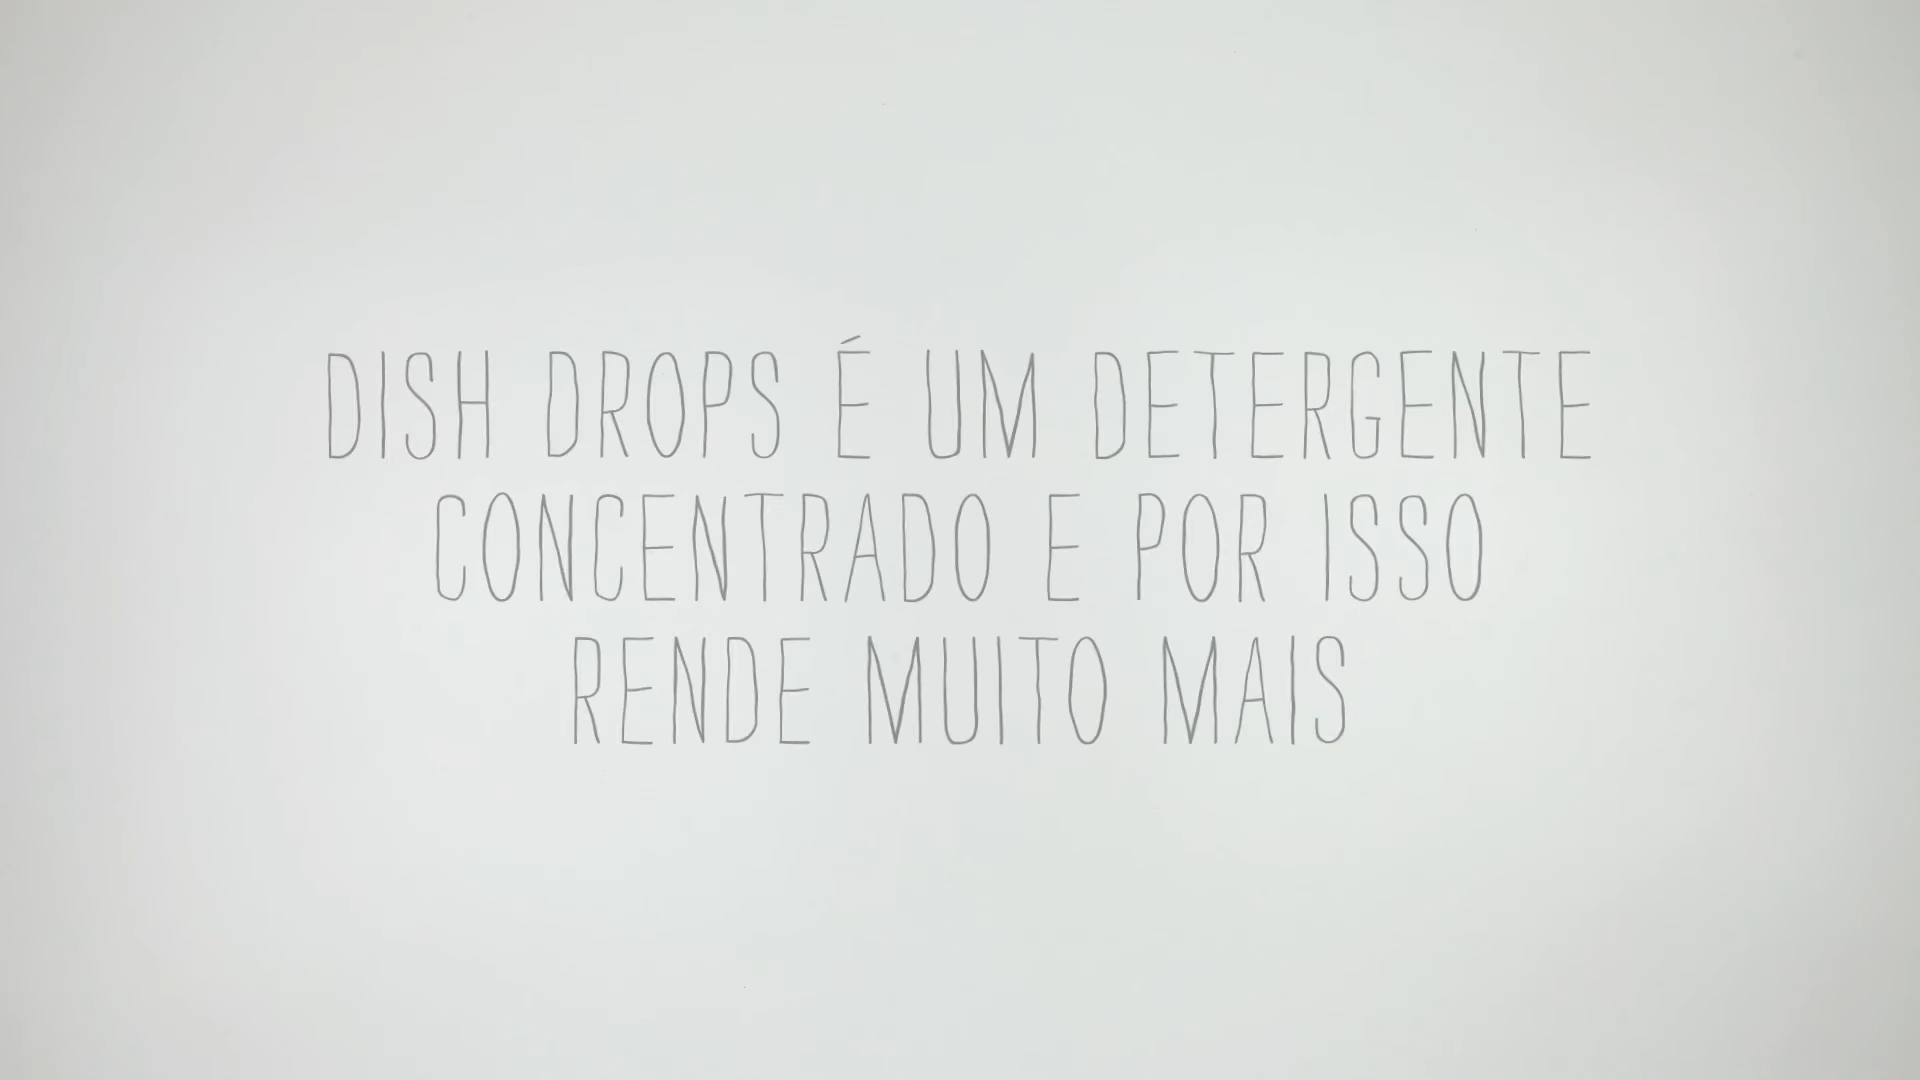 DISH DROPS É UM DETERGENTE
CONCENTRADO E POR ISSO
RENDE MUITO MAIS